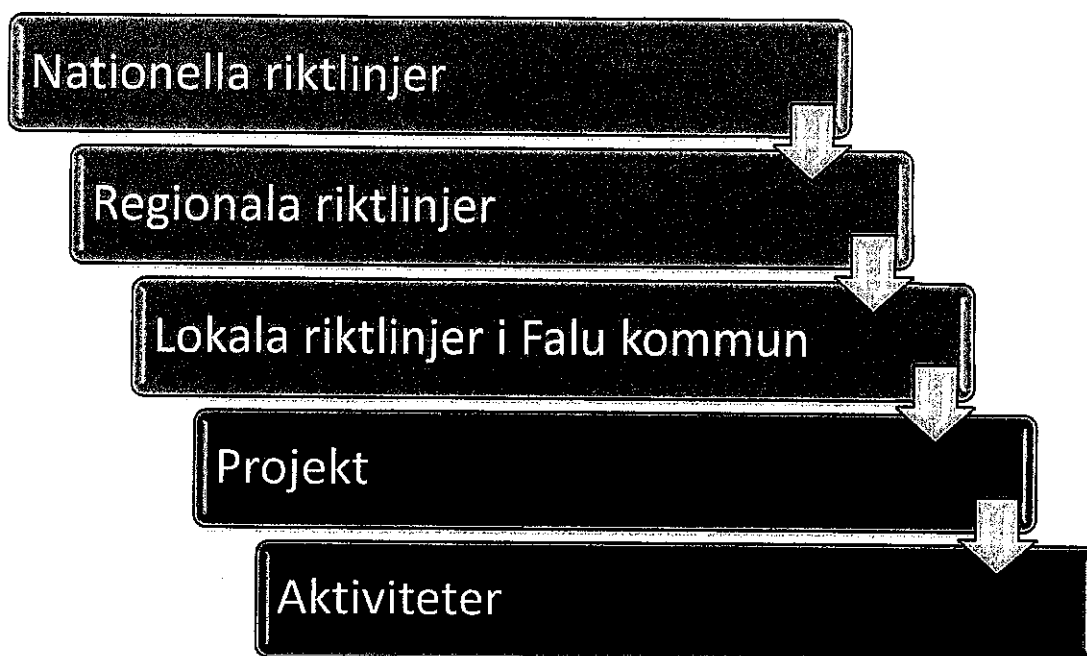 Nationella riktlinjer
Regionala riktlinjer
Lokala riktlinjer i Falu kommun
Projekt
Aktiviteter